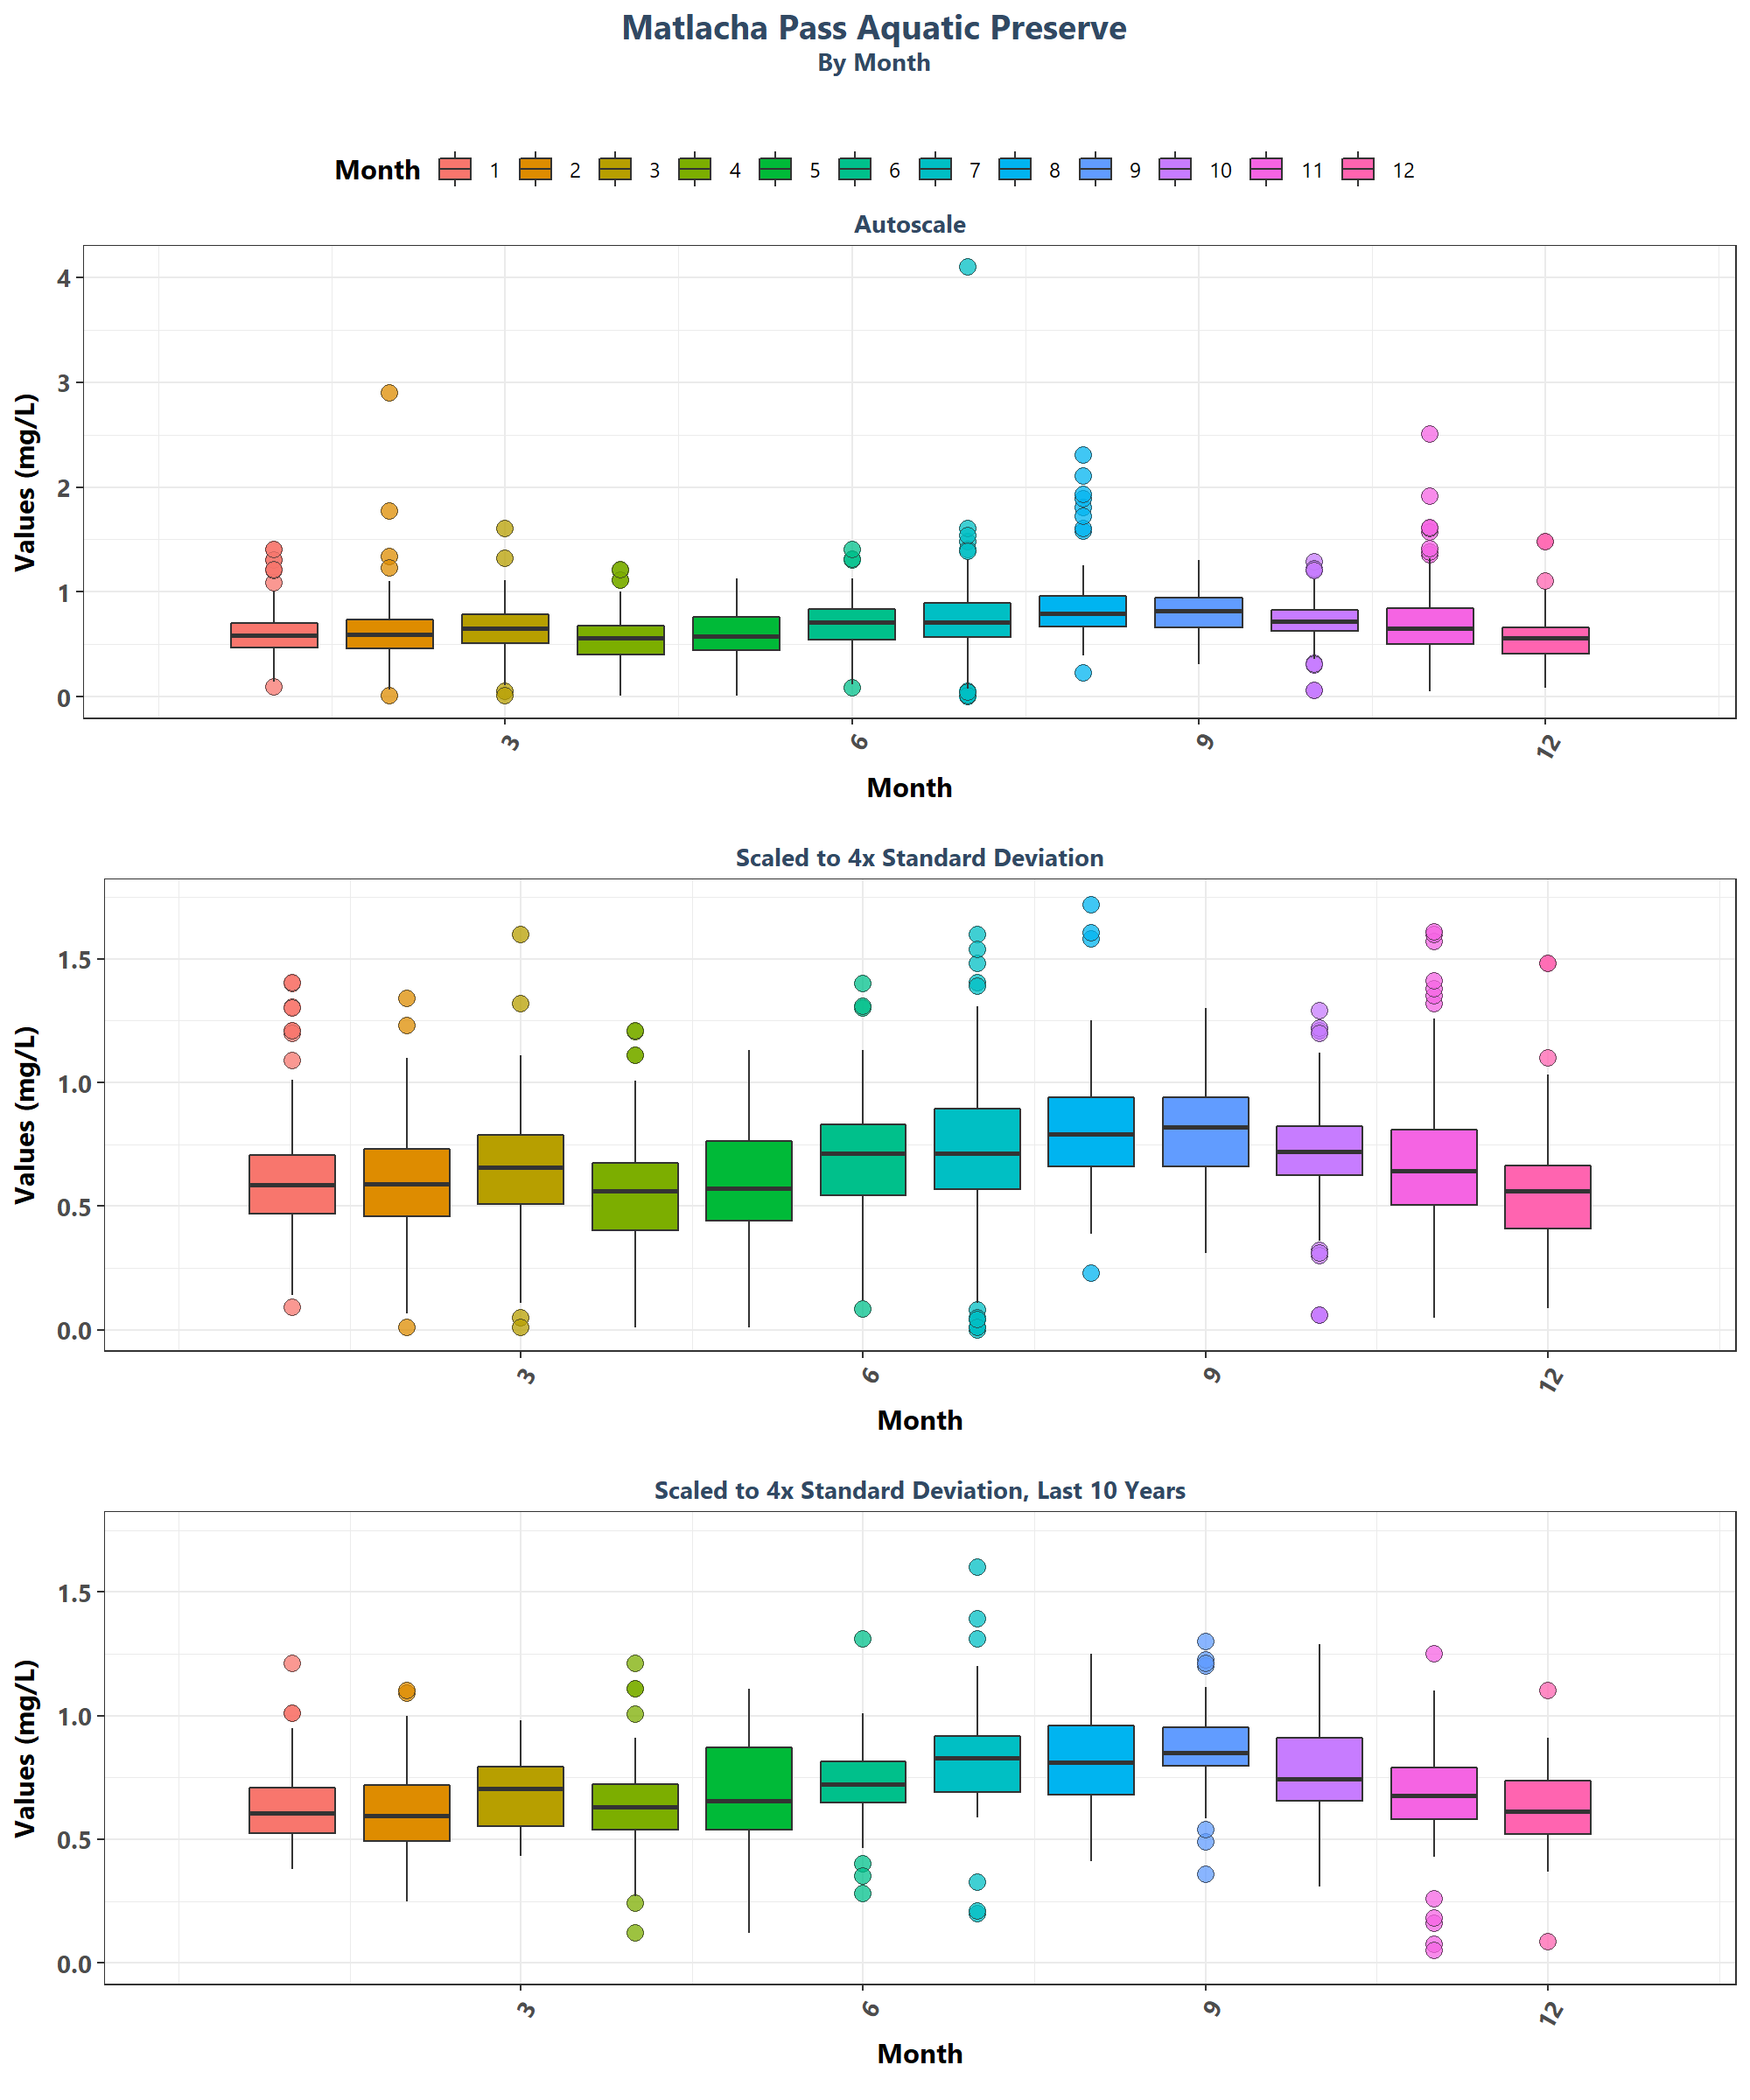 Matlacha Pass Aquatic Preserve
By Month
Month 1 2 3 4 5 6 7 8 9 10 11 12
Autoscale
Values (mg/L)
4
3
2
1
0
3 6 9 12
Month
Scaled to 4x Standard Deviation
Values (mg/L)
1.5
1.0
0.5
0.0
3 6 9 12
Month
Scaled to 4x Standard Deviation, Last 10 Years
Values (mg/L)
1.5
1.0
0.5
0.0
3 6 9 12
Month